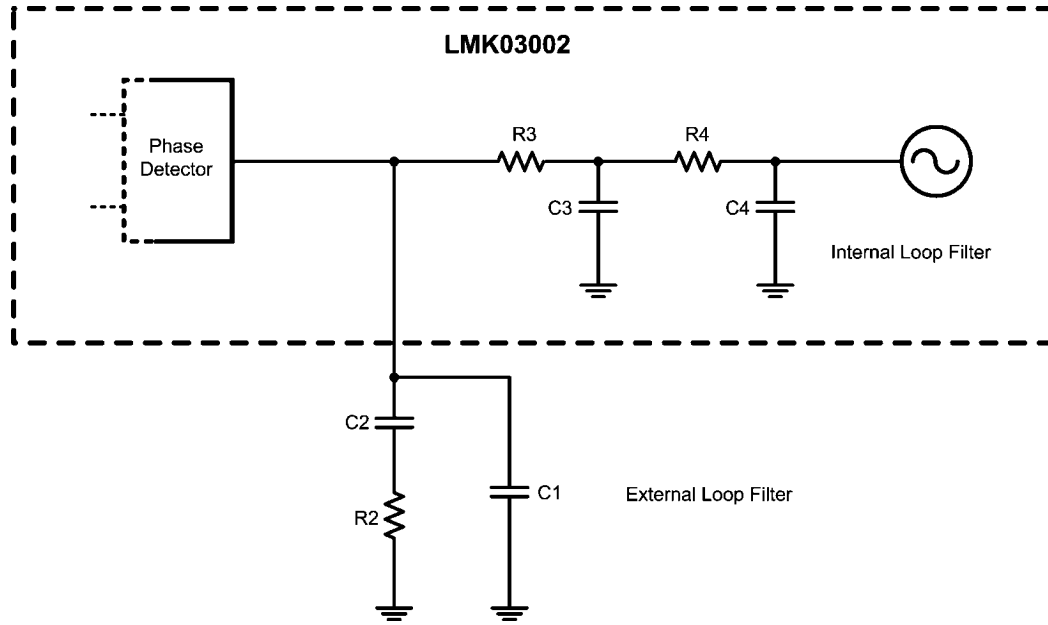 LMK03002
Phase
Detector
R3
R4
C3
C4
Internal Loop Filter
C2
R2
C1
External Loop Filter